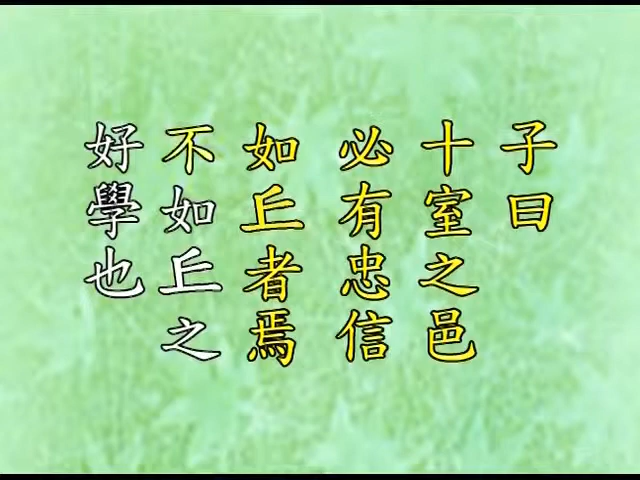 子曰
十室之邑
必有忠信
如丘者焉
不如丘之
好學也